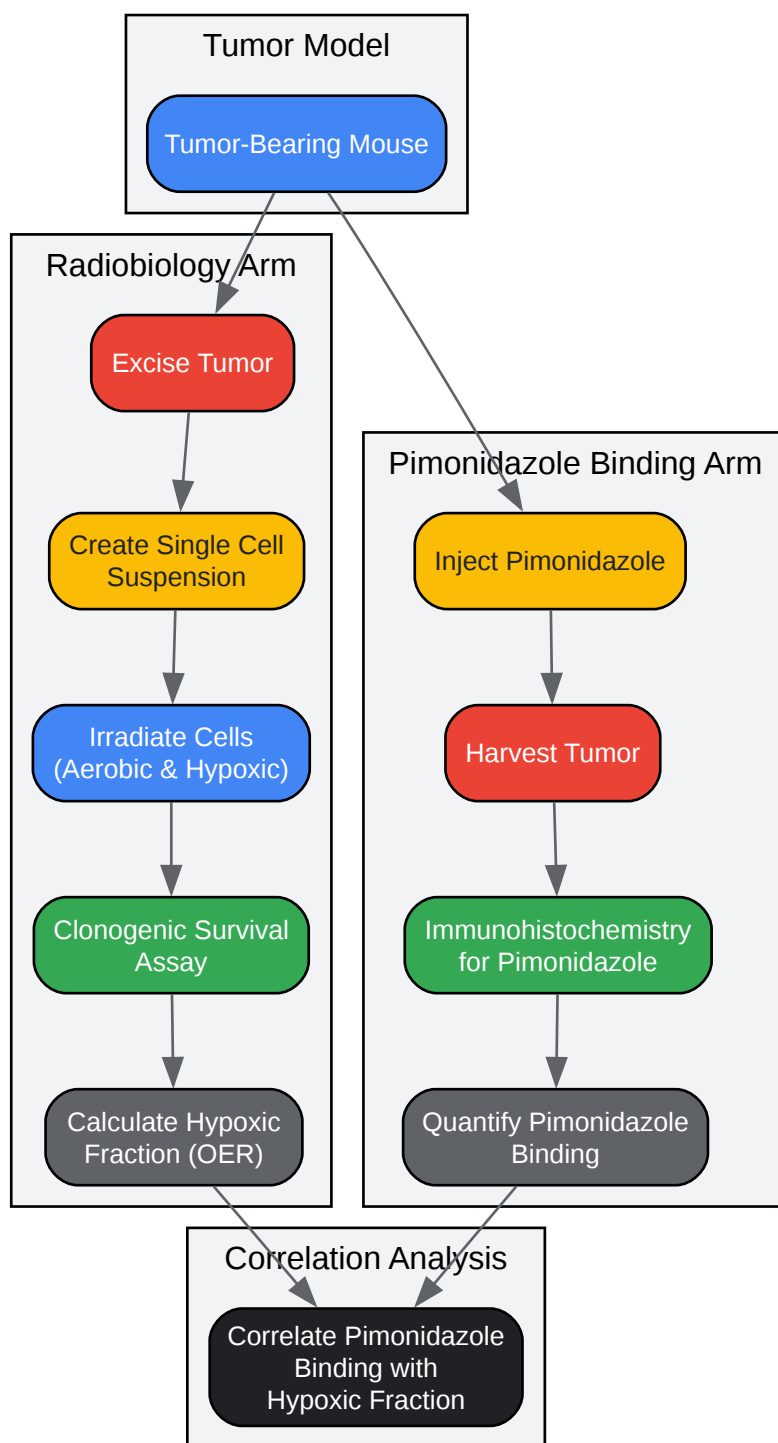 Tumor Model
Tumor-Bearing Mouse
Radiobiology Arm
Excise Tumor
Create Single Cell
Suspension
Irradiate Cells
(Aerobic & Hypoxic)
Clonogenic Survival
Assay
Calculate Hypoxic
Fraction (OER)
Pimonidazole Binding Arm
Inject Pimonidazole
Harvest Tumor
Immunohistochemistry
for Pimonidazole
Quantify Pimonidazole
Binding
Correlation Analysis
Correlate Pimonidazole
Binding with
Hypoxic Fraction